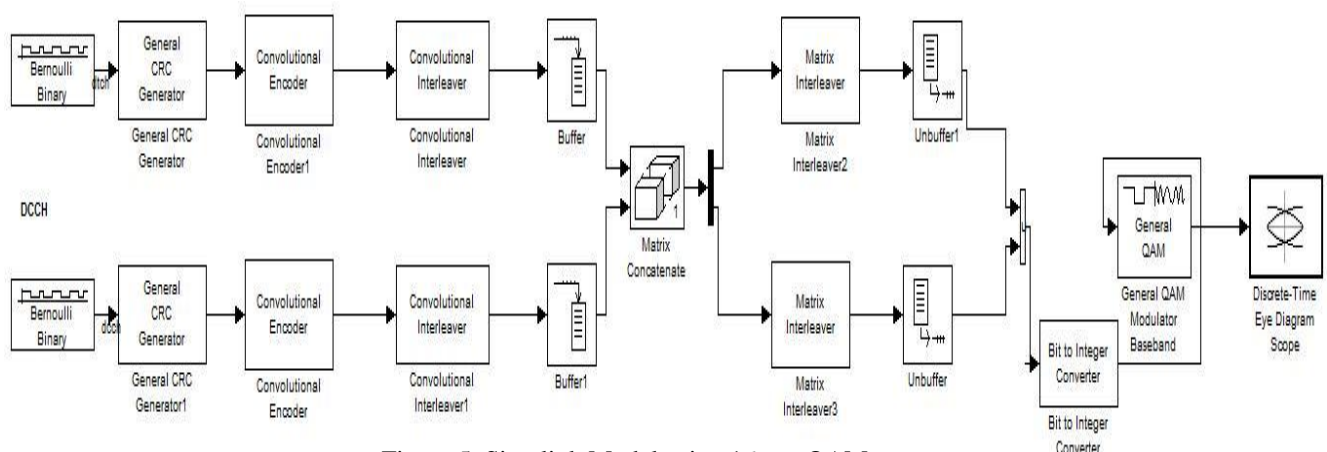 Bernoulli
Binary
dtch
General
CRC
Generator
General CRC
Generator
Convolutional
Encoder
Convolutional
Encoder1
Convolutional
Interleaver
Convolutional
Interleaver
Buffer
Matrix
Interleaver
Matrix
Interleaver2
Unbuffer1
DCCH
1
Matrix
Concatenate
General
QAM
General QAM
Modulator
Baseband
Discrete-Time
Eye Diagram
Scope
Bernoulli
Binary
dcch
General
CRC
Generator
General CRC
Generator1
Convolutional
Encoder
Convolutional
Encoder
Convolutional
Interleaver
Convolutional
Interleaver1
Buffer1
Matrix
Interleaver
Matrix
Interleaver3
Unbuffer
Bit to Integer
Converter
Bit to Integer
Converter